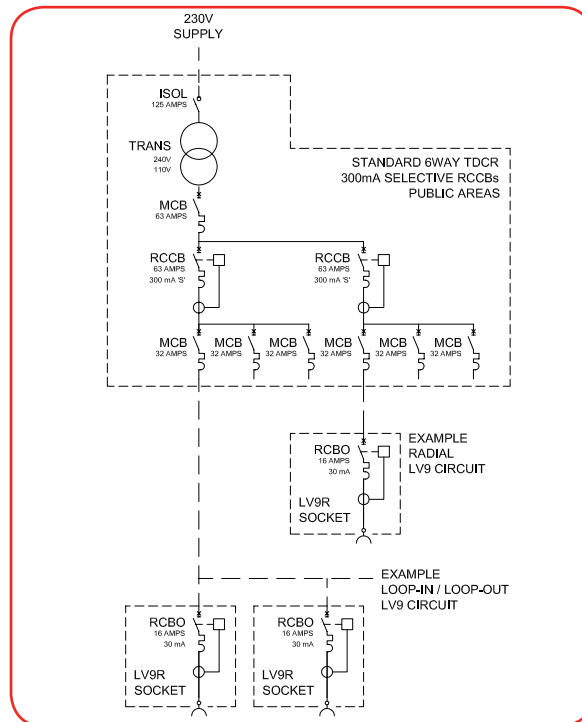 230V
SUPPLY
ISOL
125 AMPS
TRANS
240V
110V
STANDARD 6WAY TDCR
300mA SELECTIVE RCCBs
PUBLIC AREAS
MCB
63 AMPS
RCCB
63 AMPS
300 mA 'S'
RCCB
63 AMPS
300 mA 'S'
MCB
32 AMPS
MCB
32 AMPS
MCB
32 AMPS
MCB
32 AMPS
MCB
32 AMPS
MCB
32 AMPS
RCBO
16 AMPS
30 mA
LV9R
SOCKET
EXAMPLE
RADIAL
LV9 CIRCUIT
EXAMPLE
LOOP-IN / LOOP-OUT
LV9 CIRCUIT
RCBO
16 AMPS
30 mA
LV9R
SOCKET
RCBO
16 AMPS
30 mA
LV9R
SOCKET